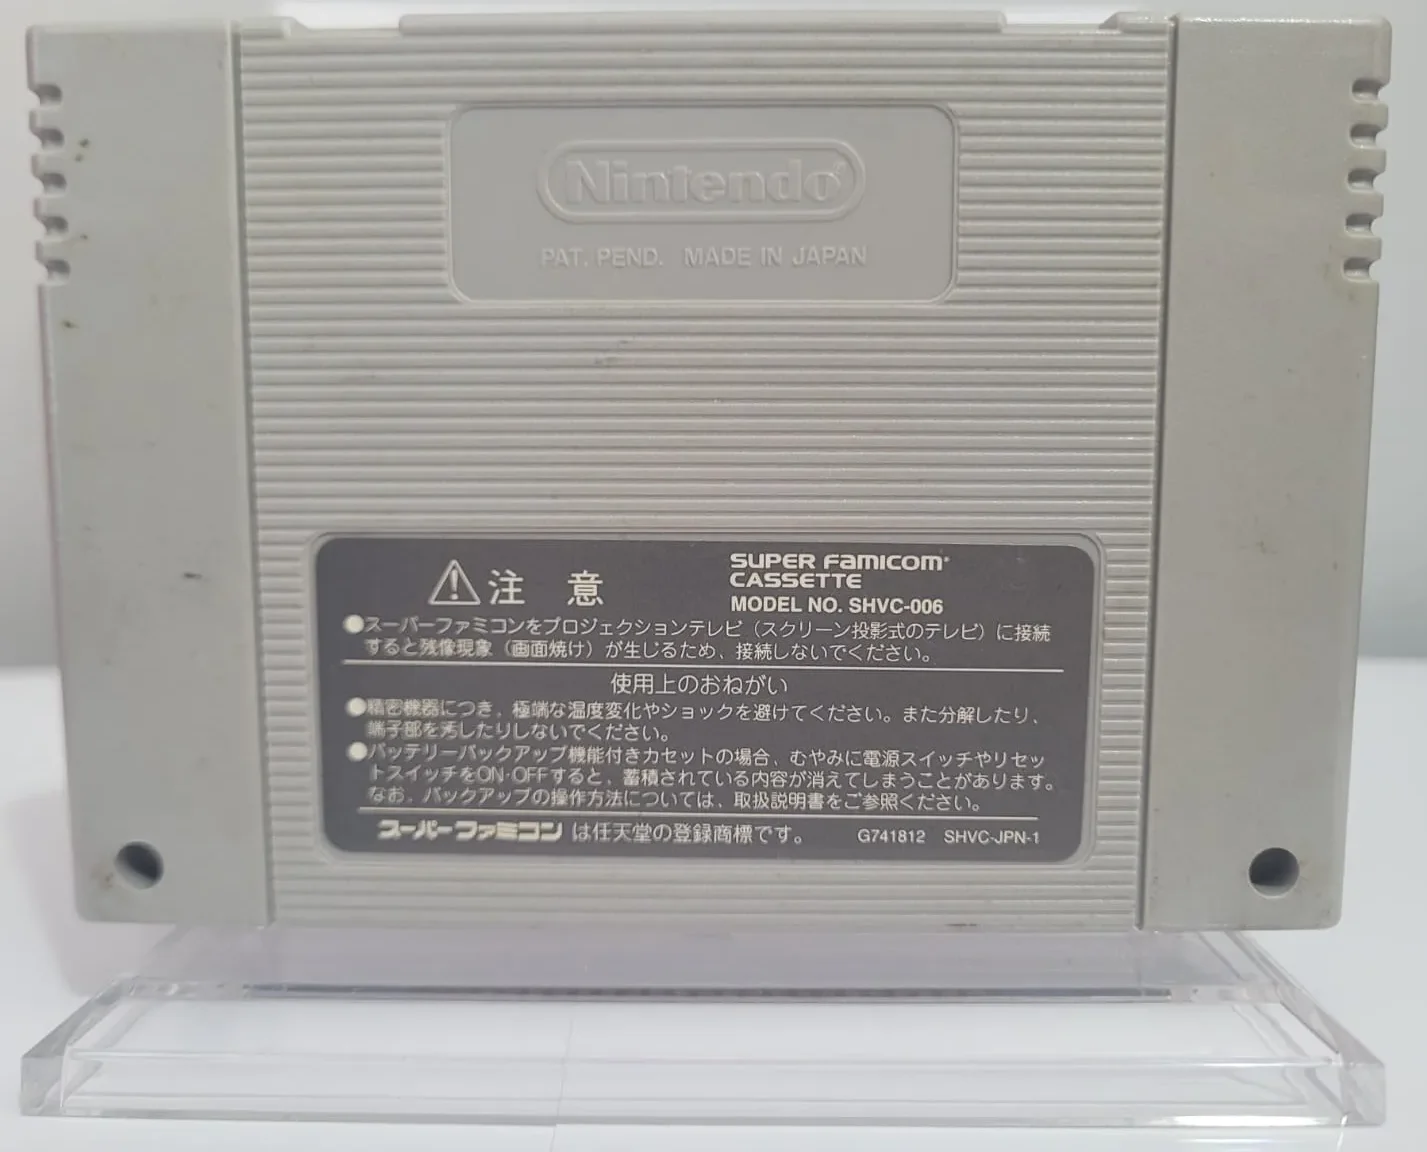 Nintendo®
PAT. PEND. MADE IN JAPAN
注 意
SUPER FAMICOM®
CASSETTE
MODEL NO. SHVC-006
●スーパーファミコンをプロジェクションテレビ（スクリーン投影式のテレビ）に接続
すると残像現象（画面焼け）が生じるため、接続しないでください。
使用上のおねがい
●精密機器につき、極端な温度変化やショックを避けてください。また分解したり、
端子部を汚したりしないでください。
●バッテリーバックアップ機能付きカセットの場合、むやみに電源スイッチやリセッ
トスイッチをON·OFFすると、蓄積されている内容が消えてしまうことがあります。
なお、バックアップの操作方法については、取扱説明書をご参照ください。
スーパーファミコン は任天堂の登録商標です。 G741812 SHVC-JPN-1